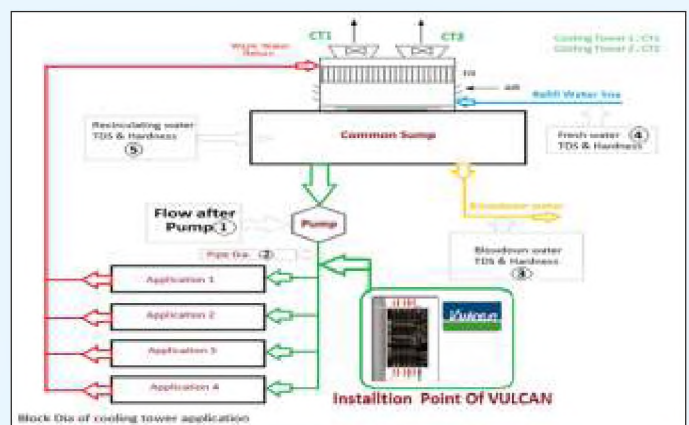 CT1
CT2
Cooling Tower 1 : CT1
Cooling Tower 2 : CT2
Warm Water
Return
Fill
AIR
Refill Water line
Recirculating water
TDS & Hardness
5
Common Sump
Fresh water 4
TDS & Hardness
Flow after
Pump 1
Pump
Blowdown water
Blowdown water
TDS & Hardness
3
Pipe Dia 2
Application 1
Application 2
Application 3
Application 4
Vulcan
Installtion Point Of VULCAN
Block Dia of cooling tower application